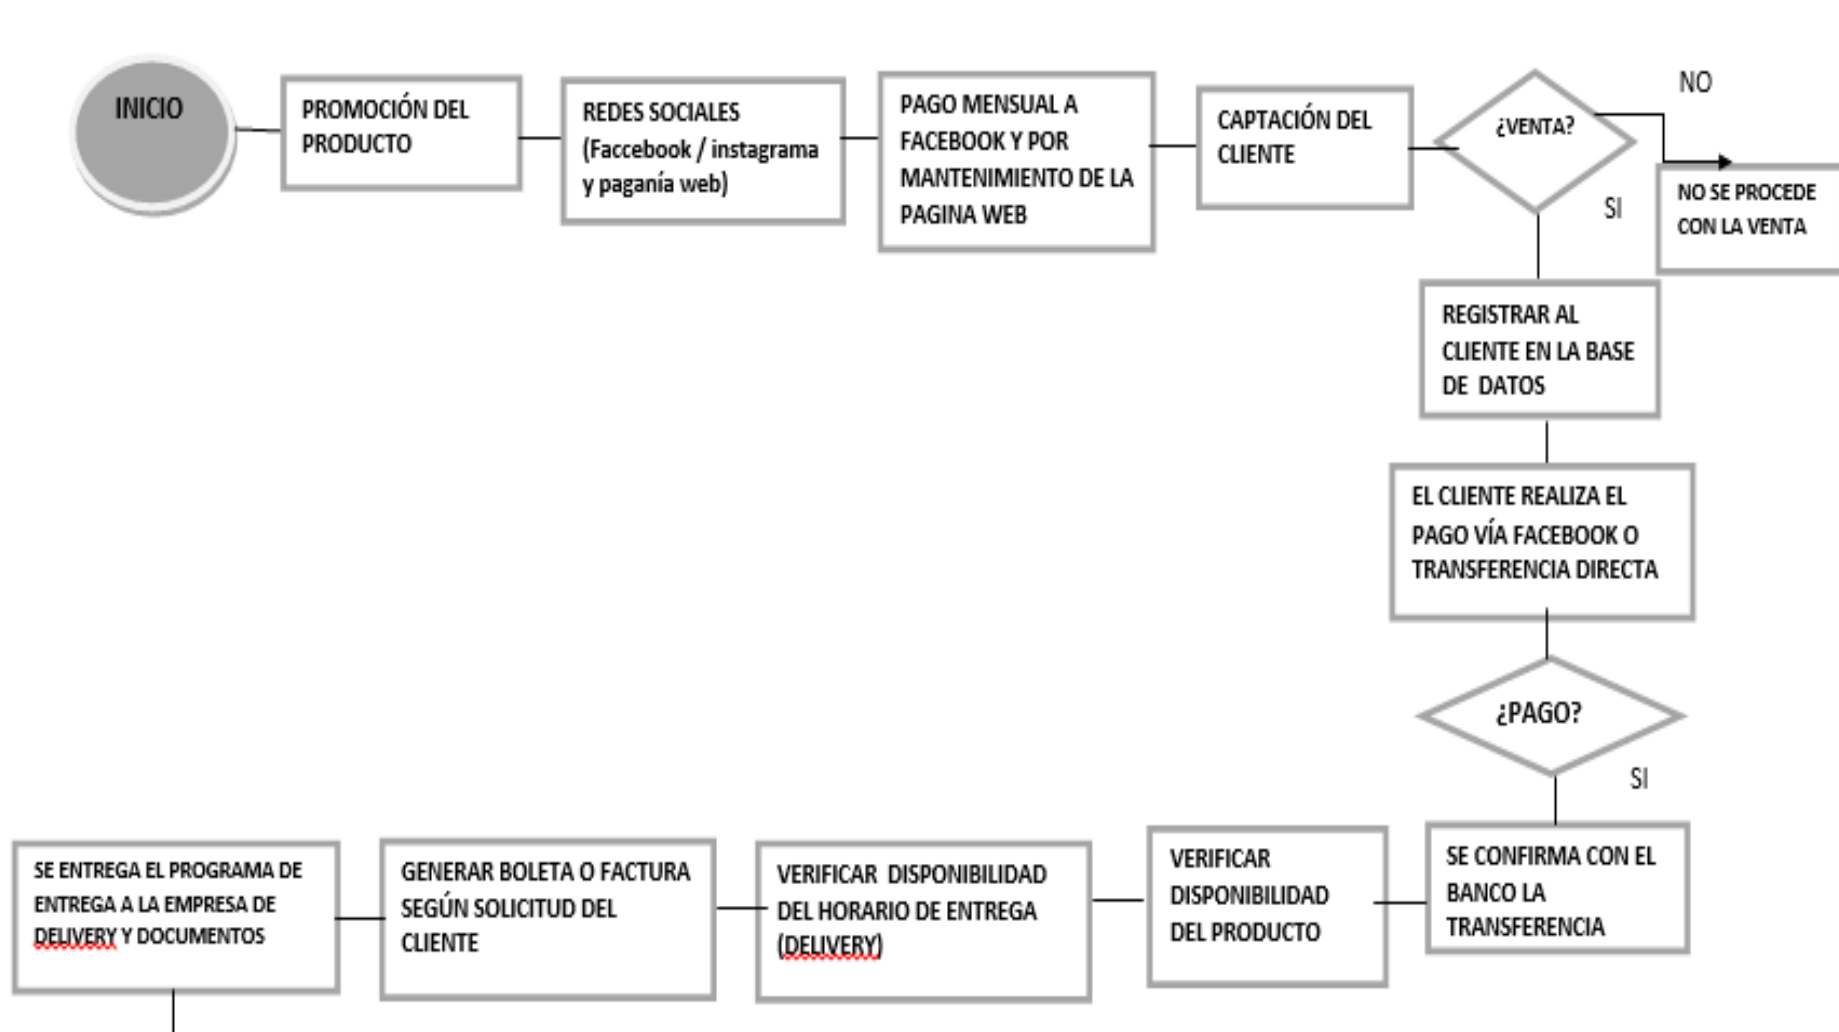 INICIO
PROMOCIÓN DEL
PRODUCTO
REDES SOCIALES
(Faccebook / instagrama
y paganía web)
PAGO MENSUAL A
FACEBOOK Y POR
MANTENIMIENTO DE LA
PAGINA WEB
CAPTACIÓN DEL
CLIENTE
¿VENTA?
NO
NO SE PROCEDE
CON LA VENTA
SI
REGISTRAR AL
CLIENTE EN LA BASE
DE DATOS
EL CLIENTE REALIZA EL
PAGO VÍA FACEBOOK O
TRANSFERENCIA DIRECTA
¿PAGO?
SI
SE CONFIRMA CON EL
BANCO LA
TRANSFERENCIA
VERIFICAR
DISPONIBILIDAD
DEL PRODUCTO
VERIFICAR DISPONIBILIDAD
DEL HORARIO DE ENTREGA
(DELIVERY)
GENERAR BOLETA O FACTURA
SEGÚN SOLICITUD DEL
CLIENTE
SE ENTREGA EL PROGRAMA DE
ENTREGA A LA EMPRESA DE
DELIVERY Y DOCUMENTOS